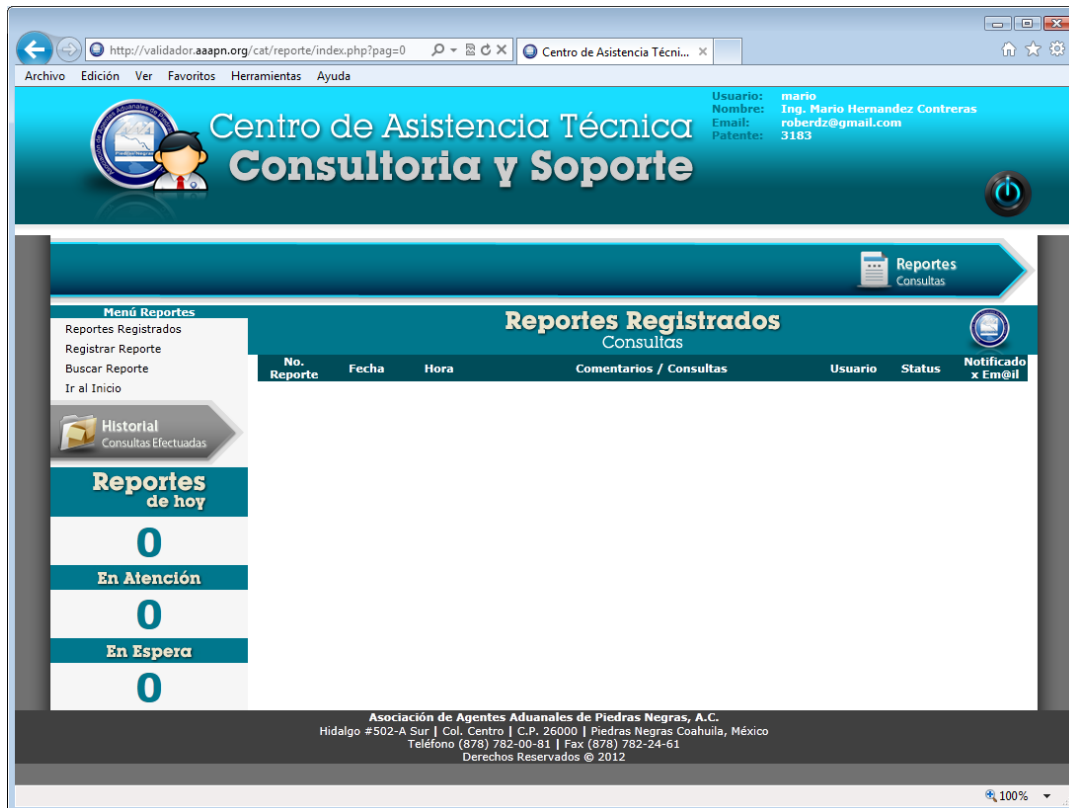 http://validador.aaapn.org/cat/reporte/index.php?pag=0
Centro de Asistencia Técni...
Archivo Edición Ver Favoritos Herramientas Ayuda
Centro de Asistencia Técnica
Consultoria y Soporte
Usuario: mario
Nombre: Ing. Mario Hernandez Contreras
Email: roberdz@gmail.com
Patente: 3183
Reportes
Consultas
Menú Reportes
Reportes Registrados
Registrar Reporte
Buscar Reporte
Ir al Inicio
Historial
Consultas Efectuadas
Reportes
de hoy
0
En Atención
0
En Espera
0
Reportes Registrados
Consultas
No. Reporte Fecha Hora Comentarios / Consultas Usuario Status Notificado x Em@il
Asociación de Agentes Aduanales de Piedras Negras, A.C.
Hidalgo #502-A Sur | Col. Centro | C.P. 26000 | Piedras Negras Coahuila, México
Teléfono (878) 782-00-81 | Fax (878) 782-24-61
Derechos Reservados © 2012
100%